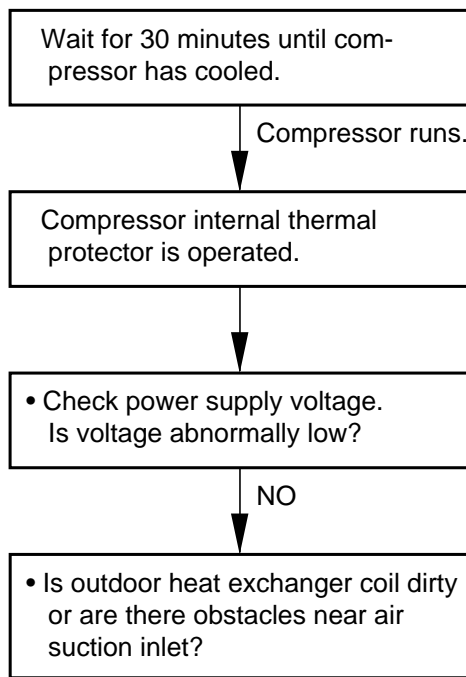 Wait for 30 minutes until com-
pressor has cooled.
Compressor runs.
Compressor internal thermal
protector is operated.
• Check power supply voltage.
Is voltage abnormally low?
NO
• Is outdoor heat exchanger coil dirty
or are there obstacles near air
suction inlet?